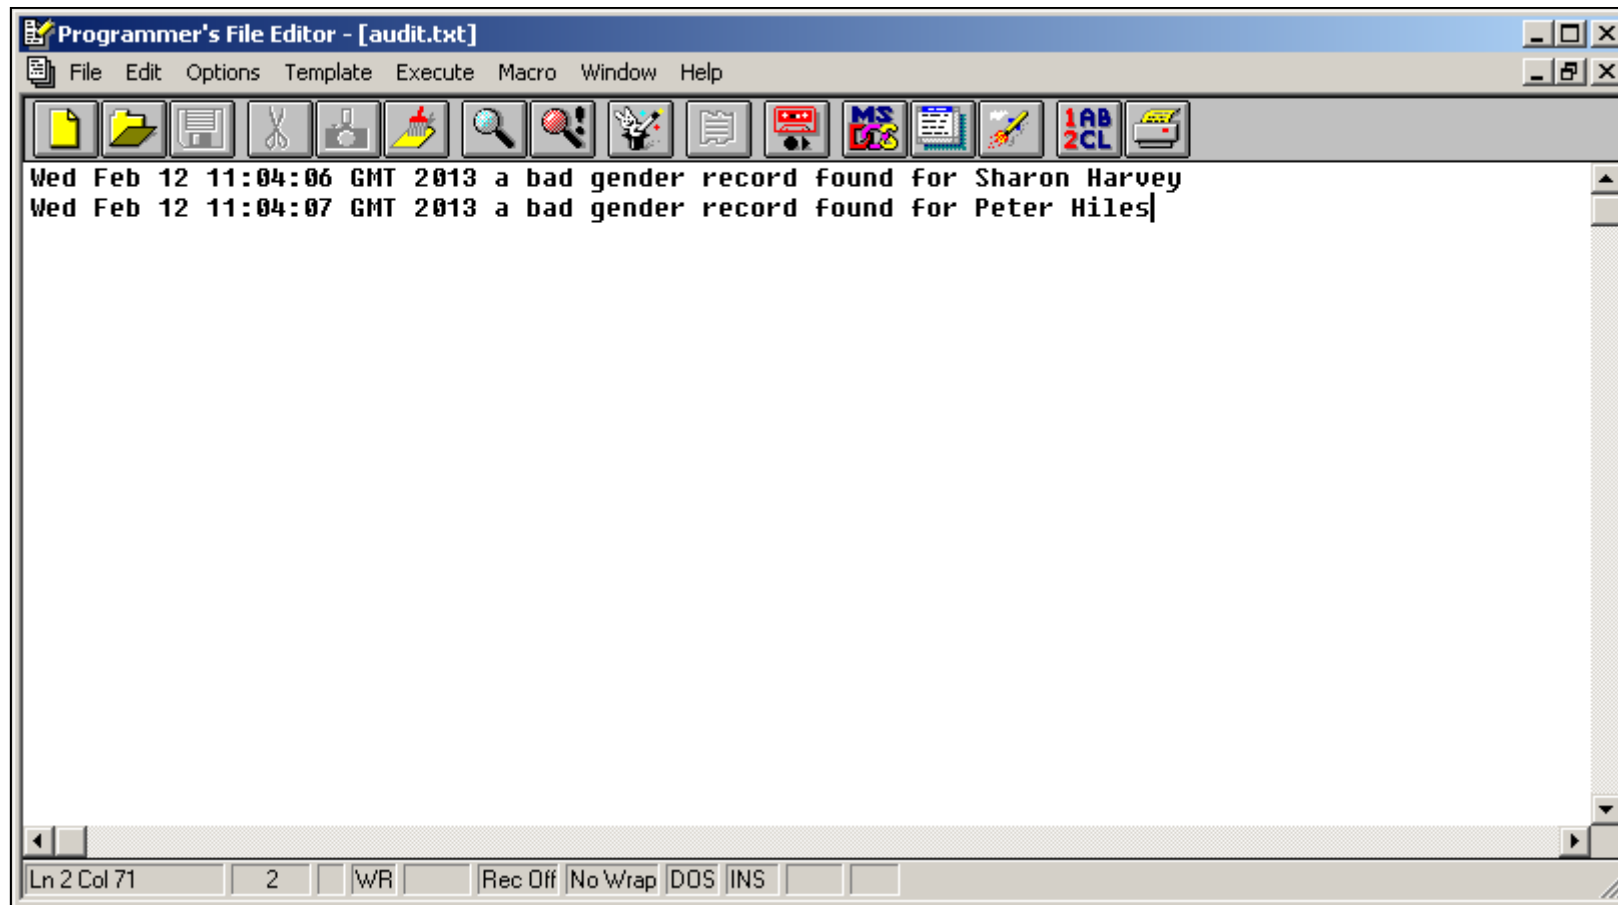 Programmer's File Editor - [audit.txt]
File Edit Options Template Execute Macro Window Help
MS DOS 1AB 2CL
Wed Feb 12 11:04:06 GMT 2013 a bad gender record found for Sharon Harvey
Wed Feb 12 11:04:07 GMT 2013 a bad gender record found for Peter Hiles
Ln 2 Col 71 2 WR Rec Off No Wrap DOS INS